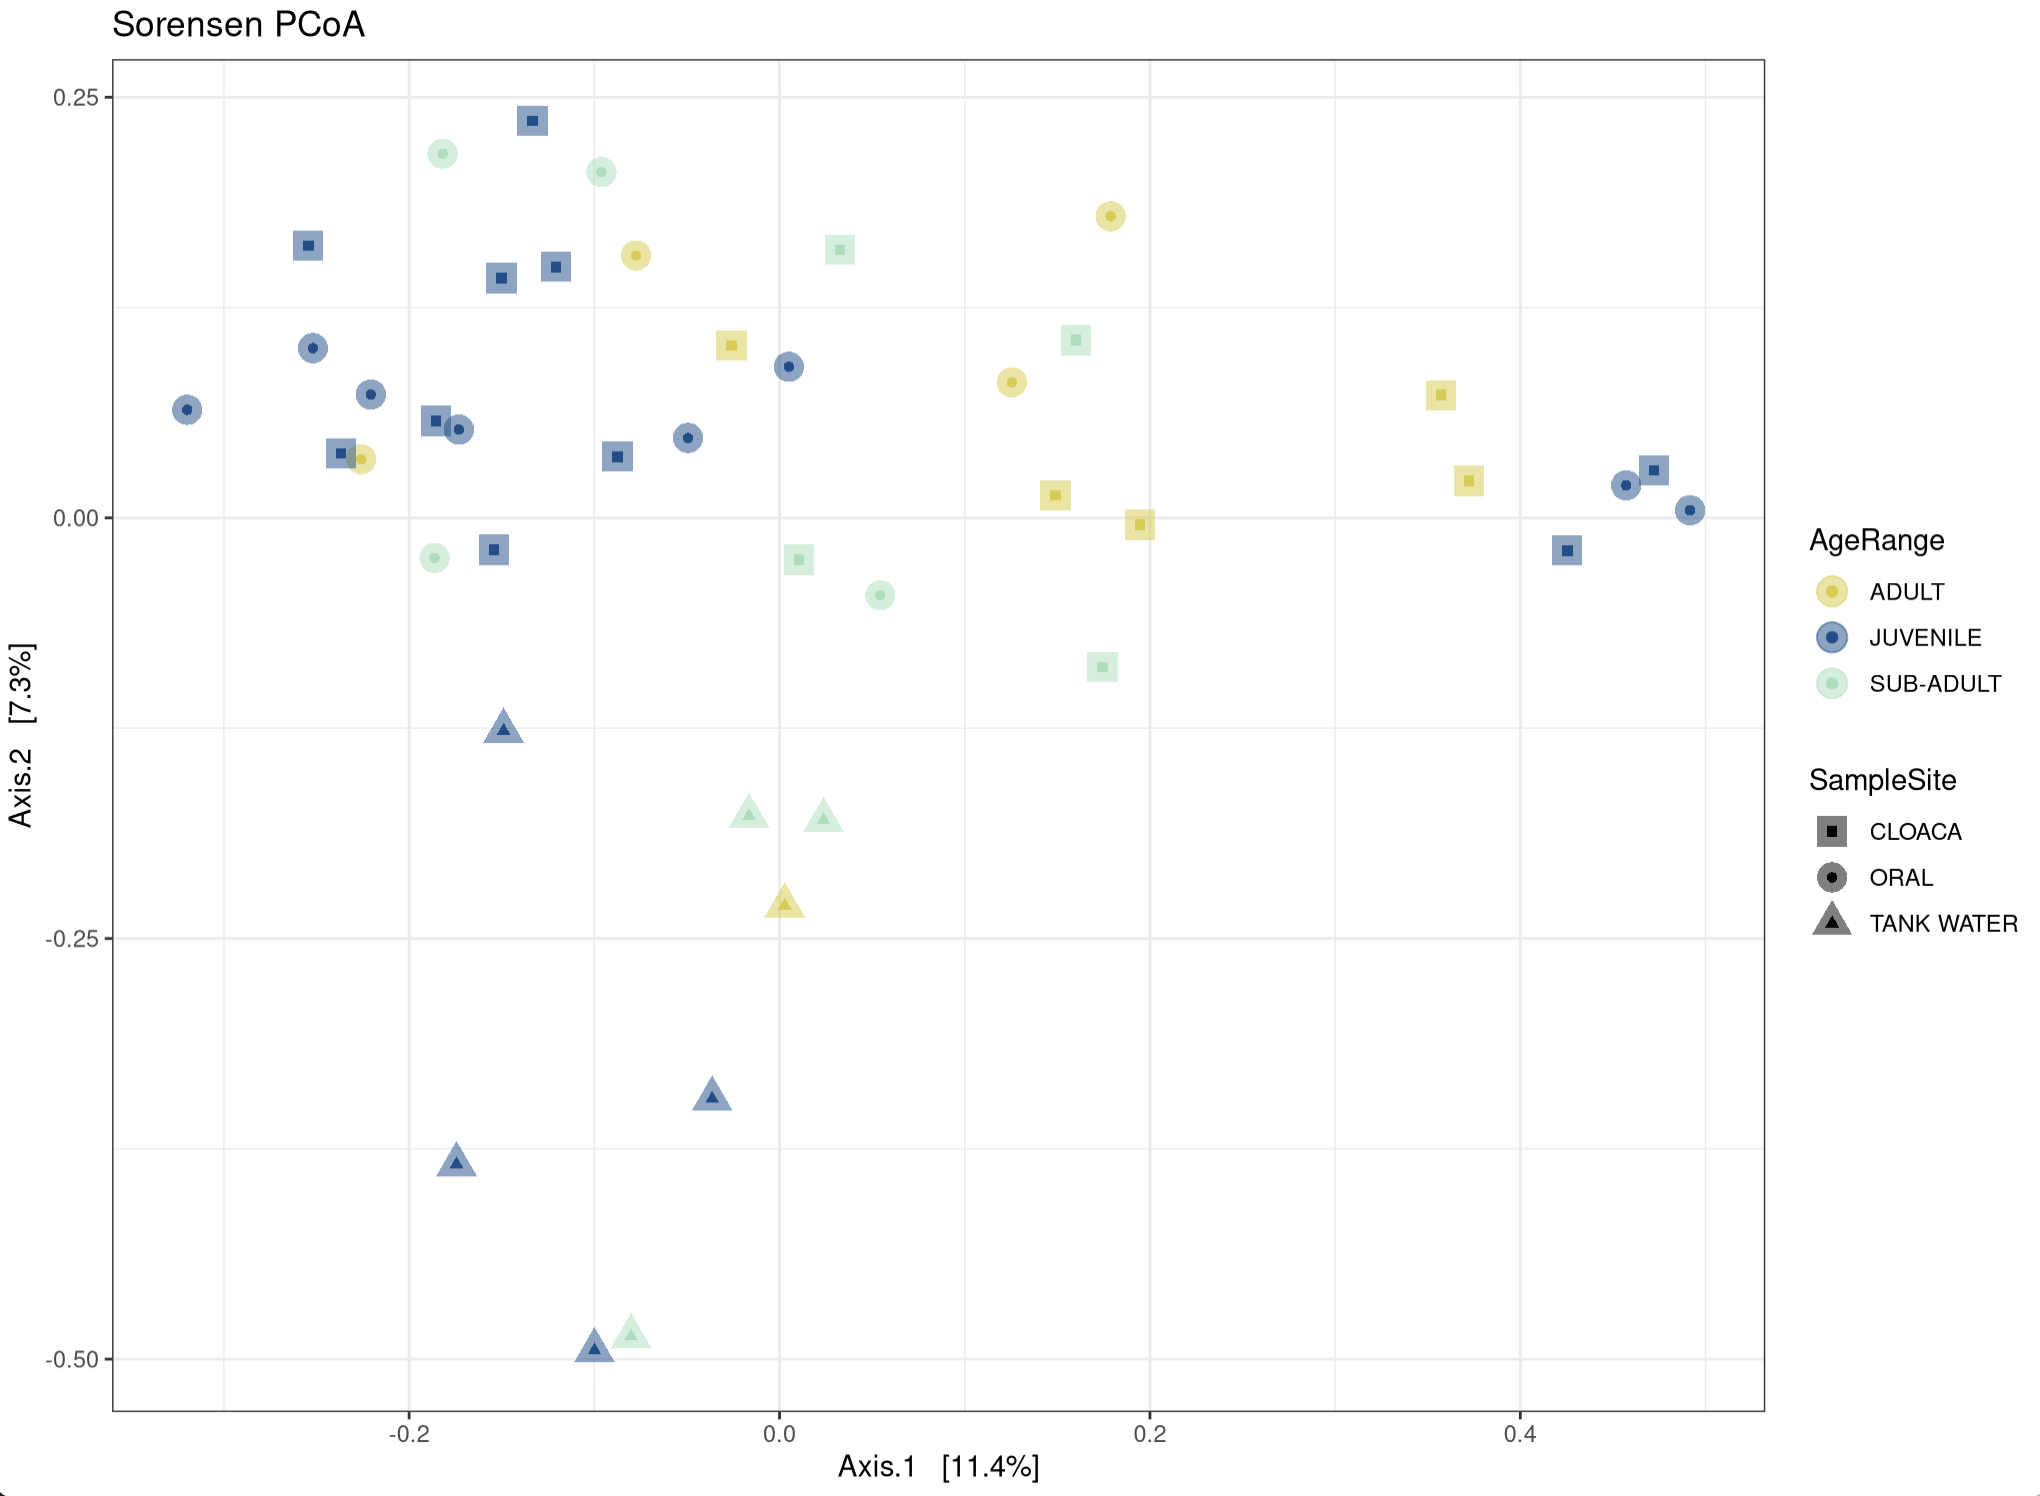 Sorensen PCoA
0.25
0.00
-0.25
-0.50
Axis.2 [7.3%]
-0.2
0.0
0.2
0.4
Axis.1 [11.4%]
AgeRange
ADULT
JUVENILE
SUB-ADULT
SampleSite
CLOACA
ORAL
TANK WATER